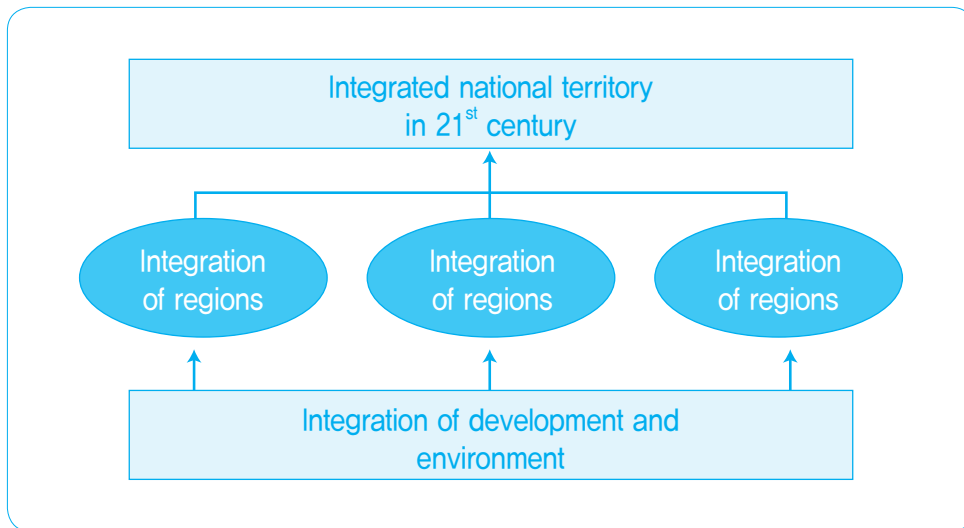 Integrated national territory
in 21st century
Integration
of regions
Integration
of regions
Integration
of regions
Integration of development and
environment